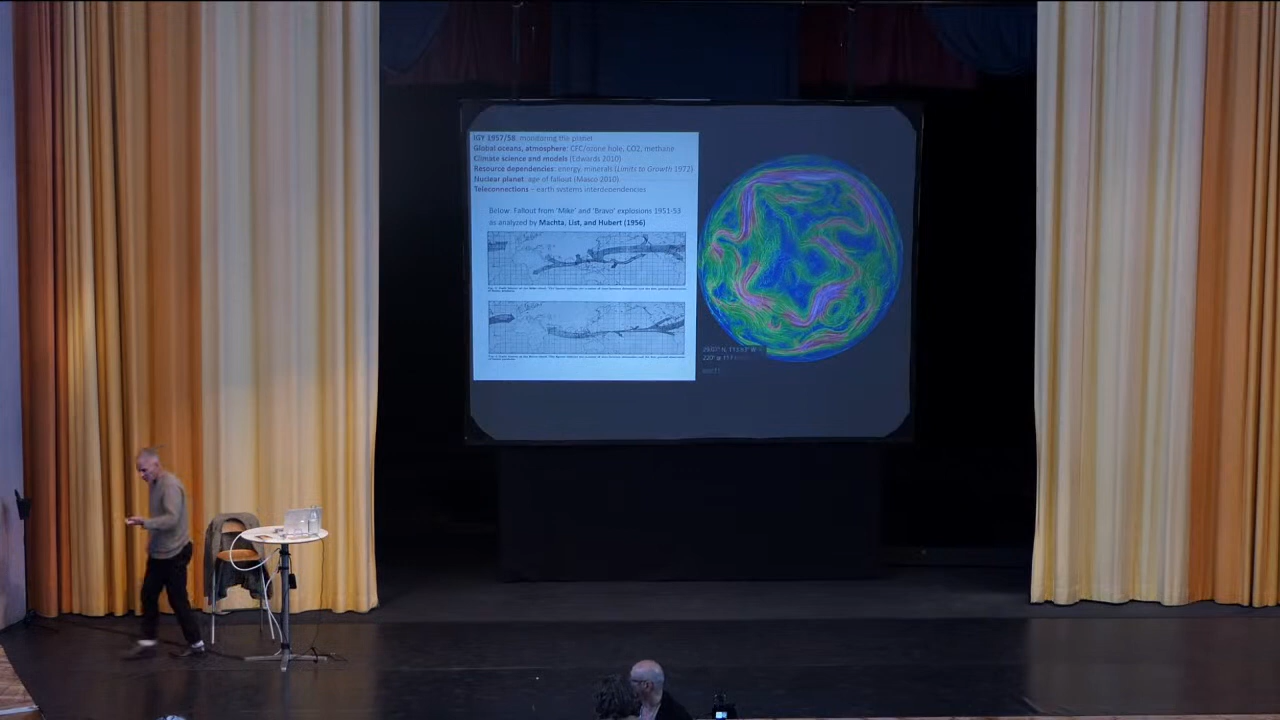 IGY 1957/58: monitoring the planet
Global oceans, atmosphere: CFC/ozone hole, CO2, methane
Climate science and models (Edwards 2010)
Resource dependencies: energy, minerals (Limits to Growth 1972)
Nuclear planet: age of fallout (Masco 2010)
Teleconnections – earth systems interdependencies
Below: Fallout from 'Mike' and 'Bravo' explosions 1951-53
as analyzed by Machta, List, and Hubert (1956)